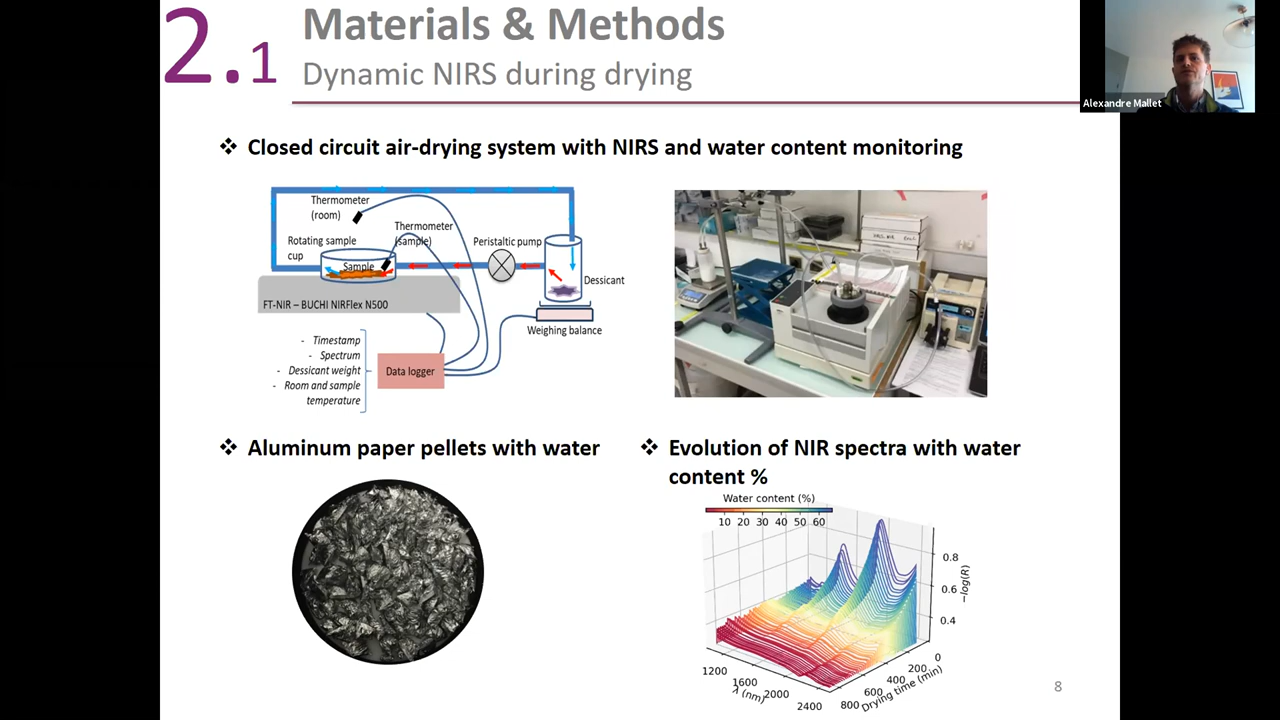 2.1
Materials & Methods
Dynamic NIRS during drying
Alexandre Mallet
❖ Closed circuit air-drying system with NIRS and water content monitoring
Thermometer
(room)
Thermometer
(sample)
Rotating sample
cup
Peristaltic pump
Sample
Dessicant
FT-NIR – BUCHI NIRFlex N500
Weighing balance
- Timestamp
- Spectrum
- Dessicant weight
- Room and sample
temperature
Data logger
❖ Aluminum paper pellets with water
❖ Evolution of NIR spectra with water
content %
Water content (%)
10 20 30 40 50 60
0.8
0.6
0.4
−log(R)
1200
1600
2000
2400
λ (nm)
0
200
400
600
800
Drying time (min)
8